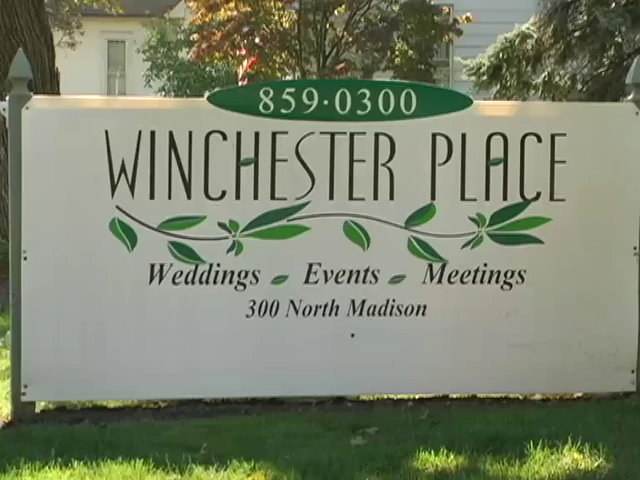 859·0300
WINCHESTER PLACE
Weddings Events Meetings
300 North Madison